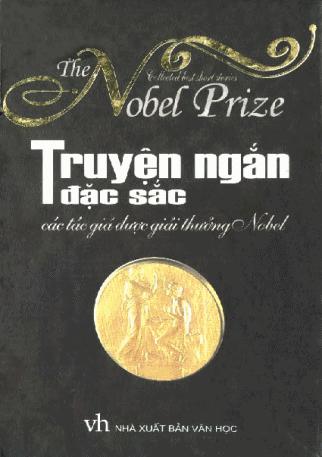 The Nobel Prize
Collected best short stories
Truyện ngắn
đặc sắc
các tác giả được giải thưởng Nobel
vh NHÀ XUẤT BẢN VĂN HỌC